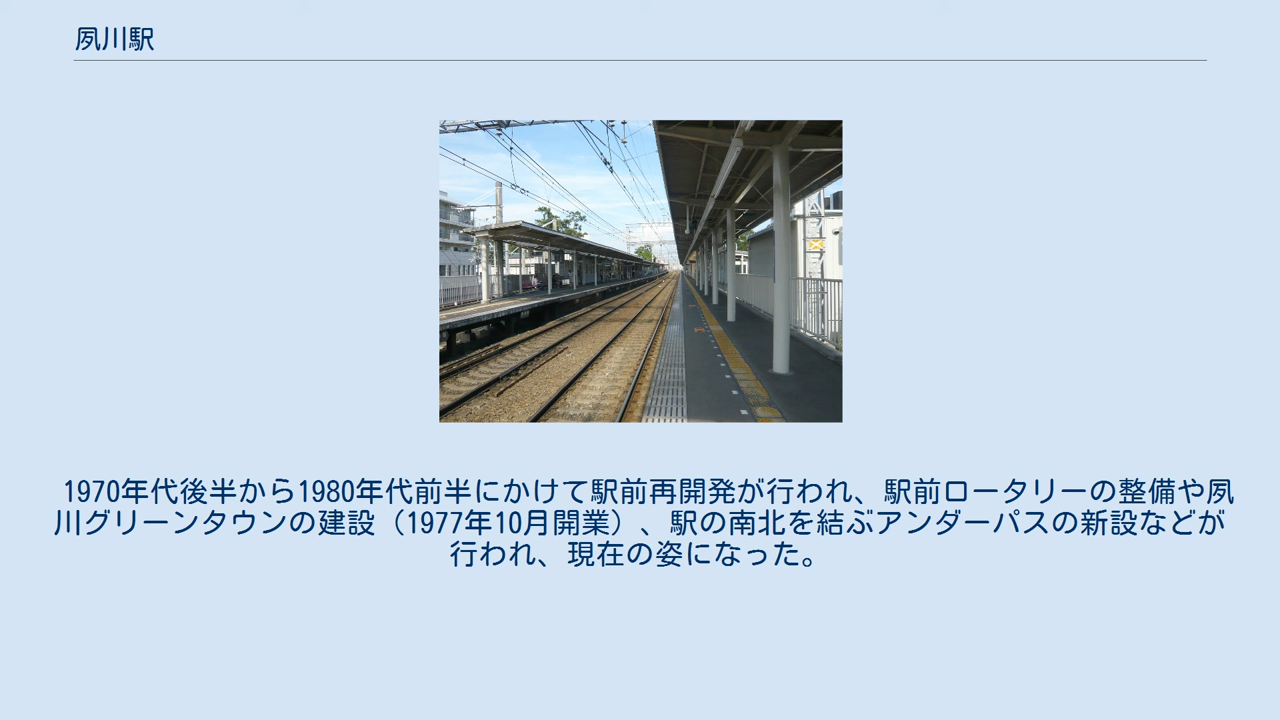 夙川駅
1970年代後半から1980年代前半にかけて駅前再開発が行われ、駅前ロータリーの整備や夙
川グリーンタウンの建設（1977年10月開業）、駅の南北を結ぶアンダーパスの新設などが
行われ、現在の姿になった。